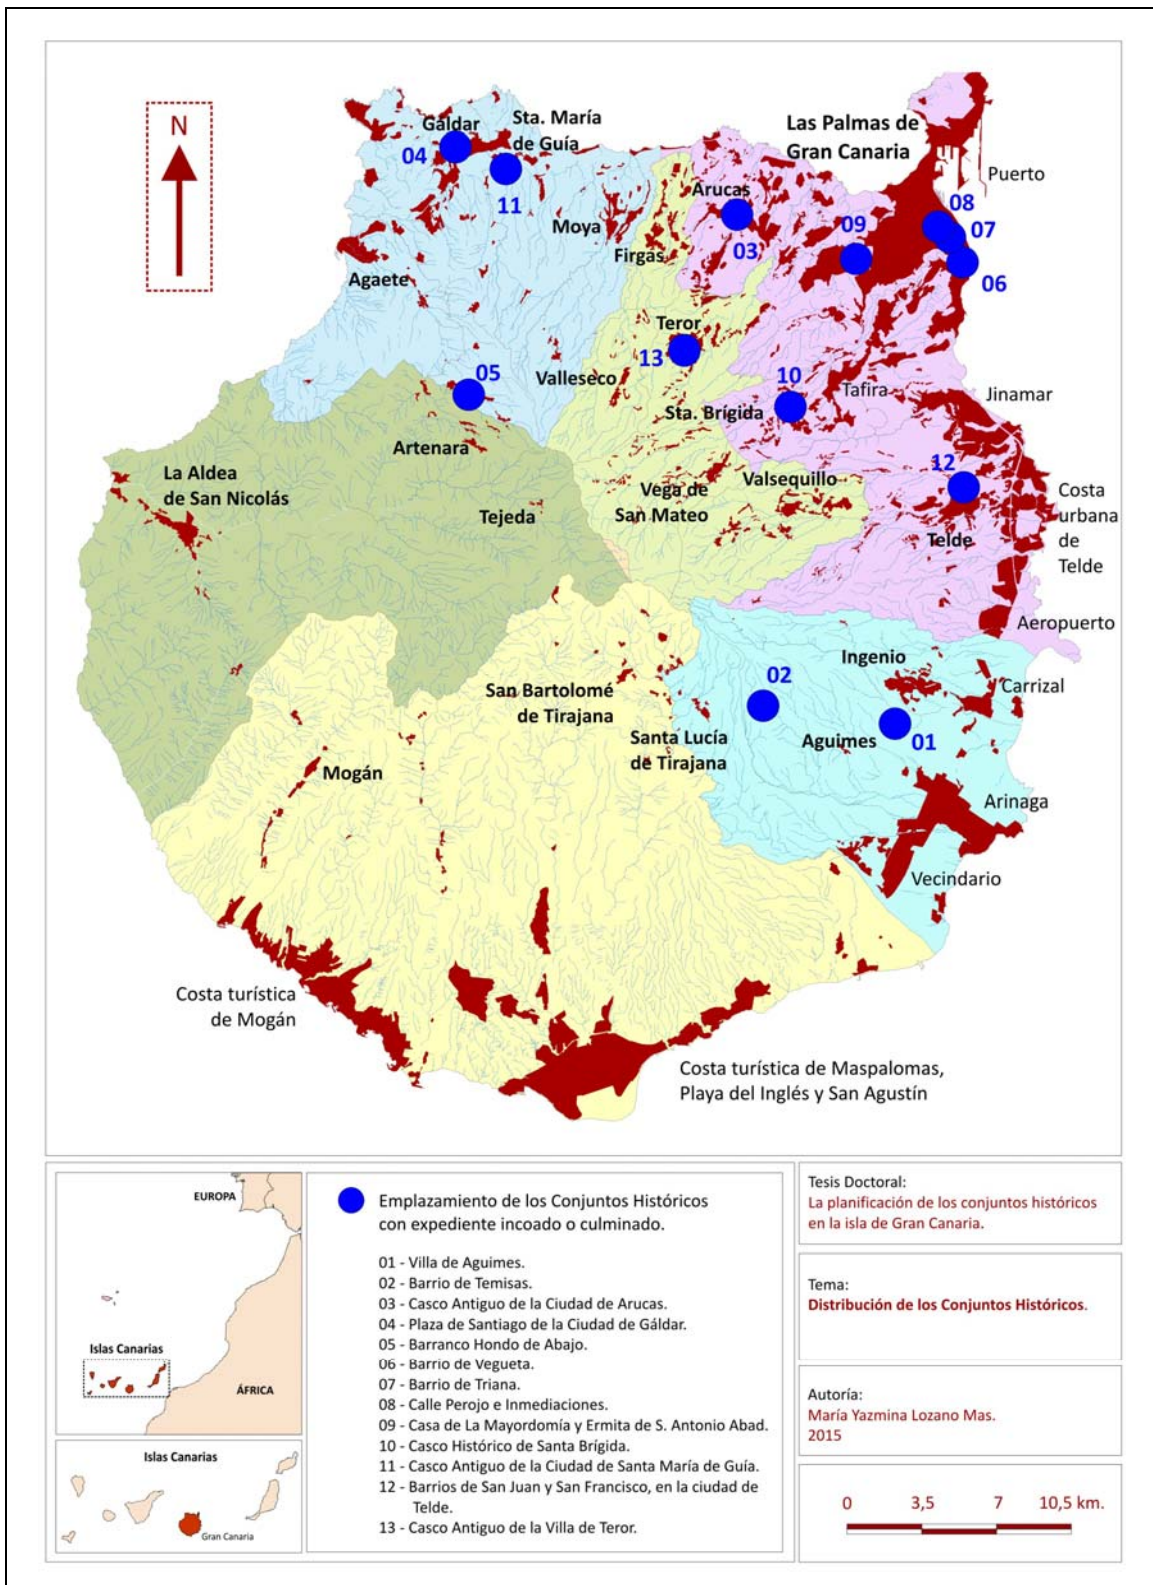 N
Gáldar
04
Sta. María
de Guía
11
Agaete
Moya
Firgas
Arucas
03
Las Palmas de
Gran Canaria
Puerto
08
07
06
09
Teror
13
05
Valleseco
Artenara
10
Sta. Brígida
Tafira
Jinamar
12
Telde
Costa
urbana
de
Telde
La Aldea
de San Nicolás
Tejeda
Vega de
San Mateo
Valsequillo
Aeropuerto
Ingenio
Carrizal
02
Aguimes
01
San Bartolomé
de Tirajana
Santa Lucía
de Tirajana
Mogán
Arinaga
Vecindario
Costa turística
de Mogán
Costa turística de Maspalomas,
Playa del Inglés y San Agustín
EUROPA
Islas Canarias
ÁFRICA
Islas Canarias
Gran Canaria
Emplazamiento de los Conjuntos Históricos
con expediente incoado o culminado.
01 - Villa de Aguimes.
02 - Barrio de Temisas.
03 - Casco Antiguo de la Ciudad de Arucas.
04 - Plaza de Santiago de la Ciudad de Gáldar.
05 - Barranco Hondo de Abajo.
06 - Barrio de Vegueta.
07 - Barrio de Triana.
08 - Calle Perojo e Inmediaciones.
09 - Casa de La Mayordomía y Ermita de S. Antonio Abad.
10 - Casco Histórico de Santa Brígida.
11 - Casco Antiguo de la Ciudad de Santa María de Guía.
12 - Barrios de San Juan y San Francisco, en la ciudad de
Telde.
13 - Casco Antiguo de la Villa de Teror.
Tesis Doctoral:
La planificación de los conjuntos históricos
en la isla de Gran Canaria.
Tema:
Distribución de los Conjuntos Históricos.
Autoría:
María Yazmina Lozano Mas.
2015
0 3,5 7 10,5 km.